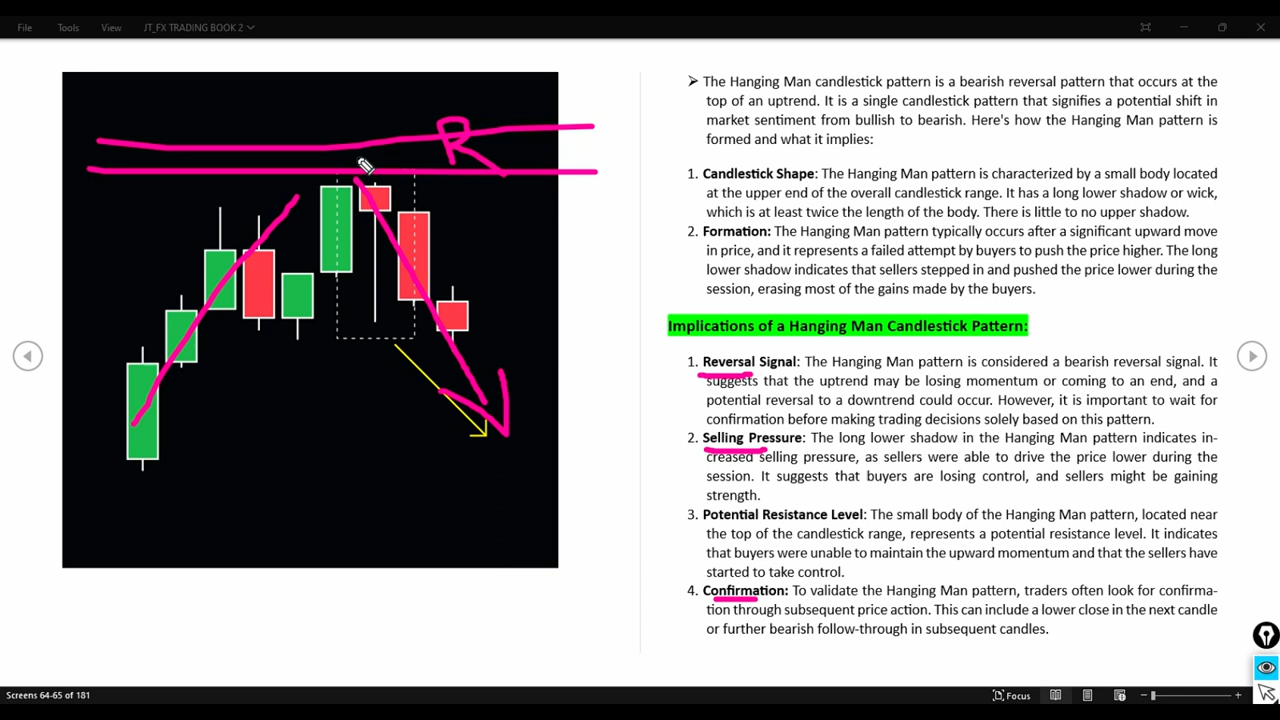 File Tools View JT_FX TRADING BOOK 2
R
➢ The Hanging Man candlestick pattern is a bearish reversal pattern that occurs at the
top of an uptrend. It is a single candlestick pattern that signifies a potential shift in
market sentiment from bullish to bearish. Here's how the Hanging Man pattern is
formed and what it implies:
1. Candlestick Shape: The Hanging Man pattern is characterized by a small body located
at the upper end of the overall candlestick range. It has a long lower shadow or wick,
which is at least twice the length of the body. There is little to no upper shadow.
2. Formation: The Hanging Man pattern typically occurs after a significant upward move
in price, and it represents a failed attempt by buyers to push the price higher. The long
lower shadow indicates that sellers stepped in and pushed the price lower during the
session, erasing most of the gains made by the buyers.
Implications of a Hanging Man Candlestick Pattern:
1. Reversal Signal: The Hanging Man pattern is considered a bearish reversal signal. It
suggests that the uptrend may be losing momentum or coming to an end, and a
potential reversal to a downtrend could occur. However, it is important to wait for
confirmation before making trading decisions solely based on this pattern.
2. Selling Pressure: The long lower shadow in the Hanging Man pattern indicates in-
creased selling pressure, as sellers were able to drive the price lower during the
session. It suggests that buyers are losing control, and sellers might be gaining
strength.
3. Potential Resistance Level: The small body of the Hanging Man pattern, located near
the top of the candlestick range, represents a potential resistance level. It indicates
that buyers were unable to maintain the upward momentum and that the sellers have
started to take control.
4. Confirmation: To validate the Hanging Man pattern, traders often look for confirma-
tion through subsequent price action. This can include a lower close in the next candle
or further bearish follow-through in subsequent candles.
Screens 64-65 of 181 Focus